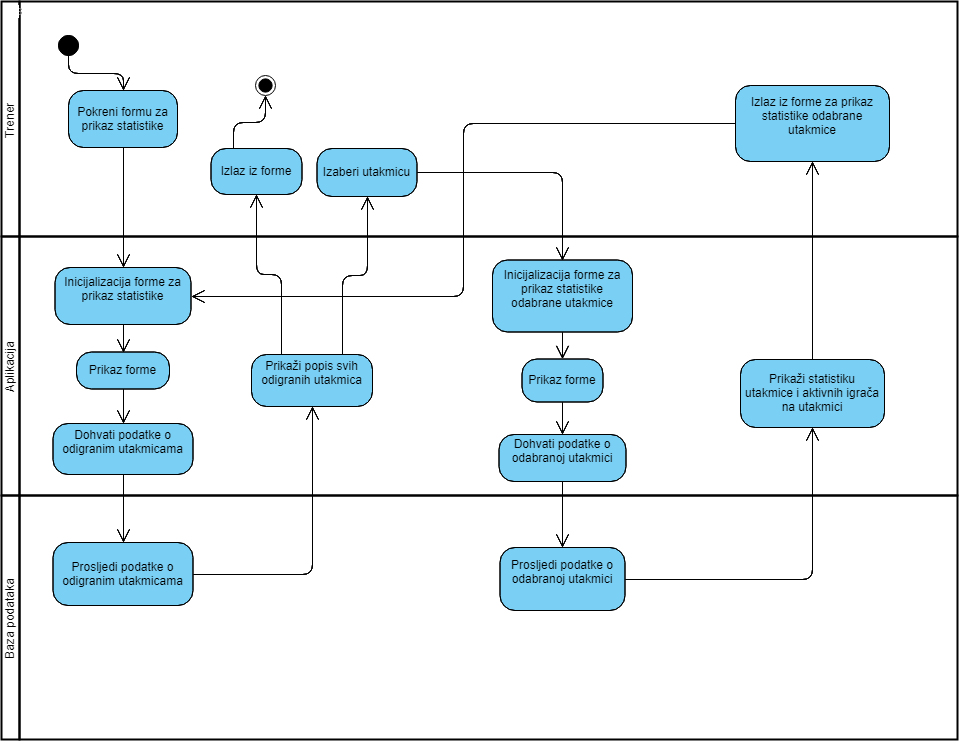 Trener
Pokreni formu za
prikaz statistike
Izlaz iz forme
Izaberi utakmicu
Izlaz iz forme za prikaz
statistike odabrane
utakmice
Aplikacija
Inicijalizacija forme za
prikaz statistike
Prikaz forme
Dohvati podatke o
odigranim utakmicama
Prikaži popis svih
odigranih utakmica
Inicijalizacija forme za
prikaz statistike
odabrane utakmice
Prikaz forme
Dohvati podatke o
odabranoj utakmici
Prikaži statistiku
utakmice i aktivnih igrača
na utakmici
Baza podataka
Prosljedi podatke o
odigranim utakmicama
Prosljedi podatke o
odabranoj utakmici